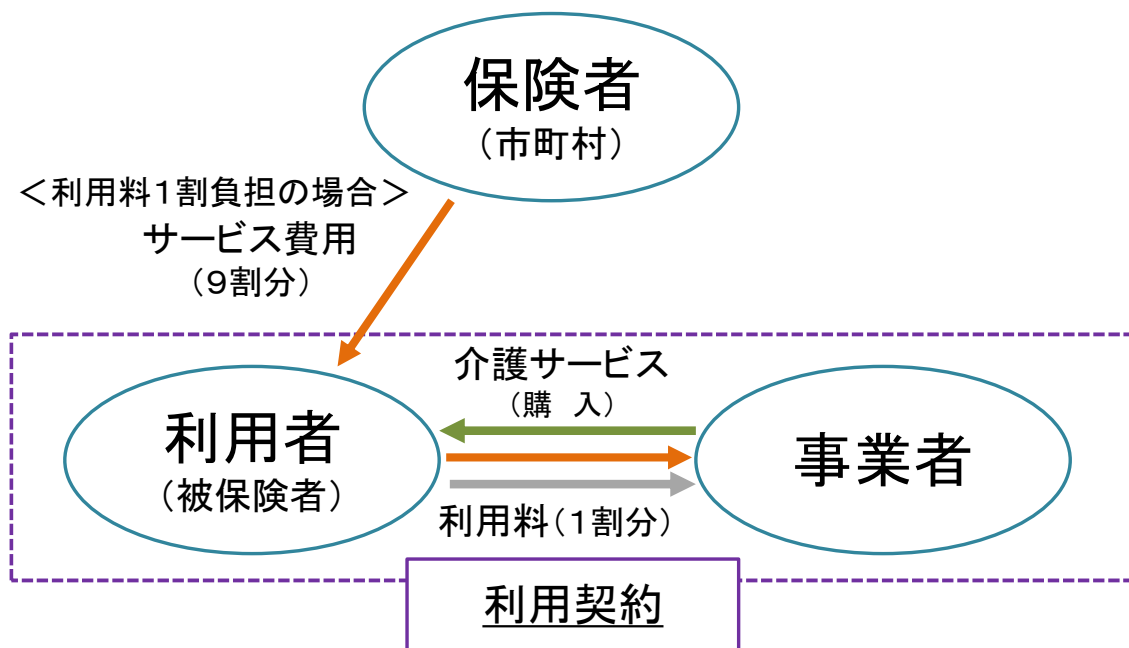 保険者
（市町村）
＜利用料１割負担の場合＞
サービス費用
（９割分）
介護サービス
（購　入）
利用者
（被保険者）
事業者
利用料（１割分）
利用契約